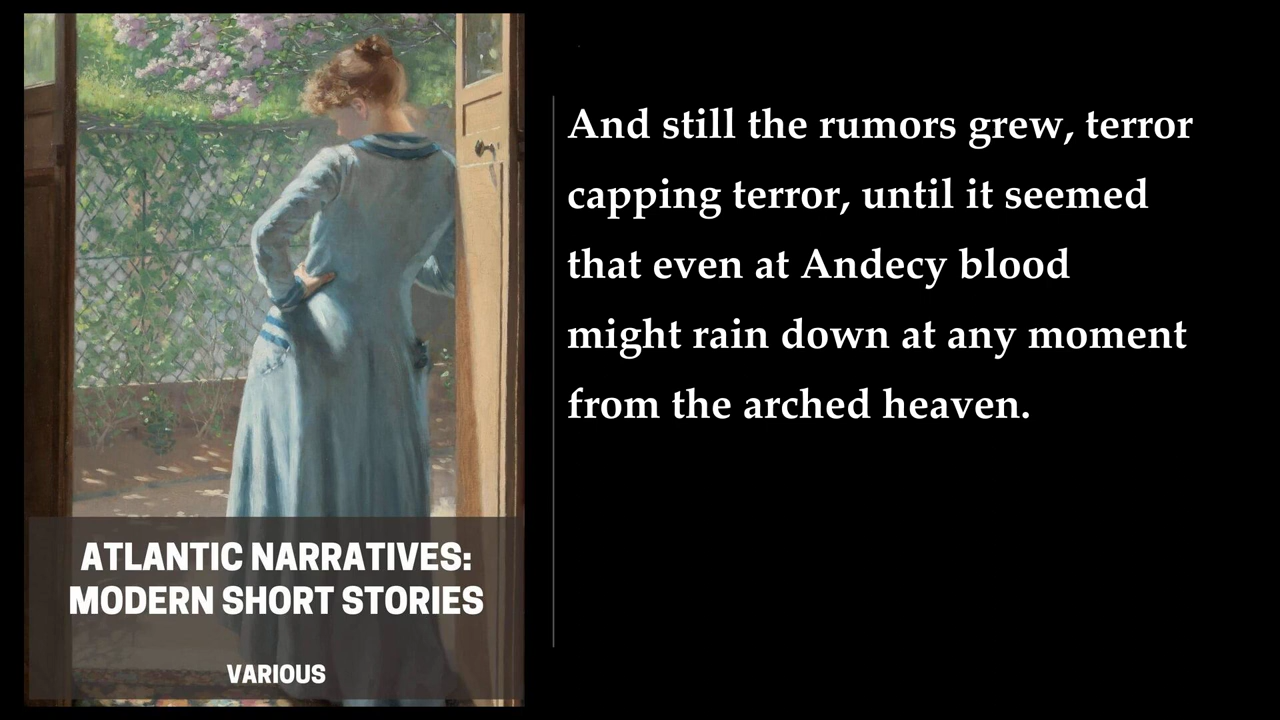 And still the rumors grew, terror
capping terror, until it seemed
that even at Andecy blood
might rain down at any moment
from the arched heaven.
ATLANTIC NARRATIVES:
MODERN SHORT STORIES
VARIOUS